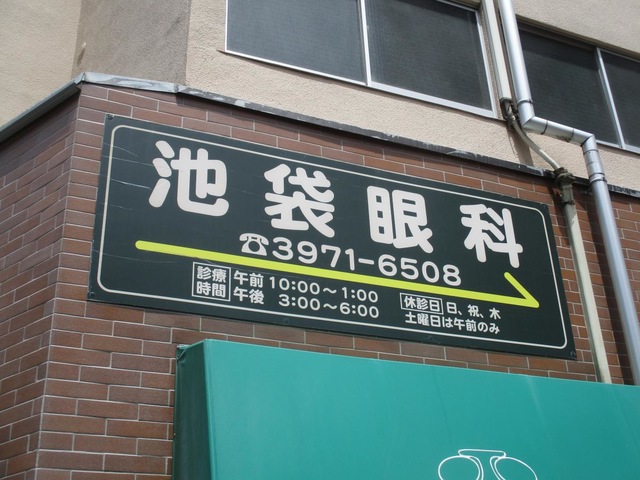 池袋眼科
☎3971-6508
診療時間 午前 10:00～1:00
午後 3:00～6:00
休診日 日、祝、木
土曜日は午前のみ